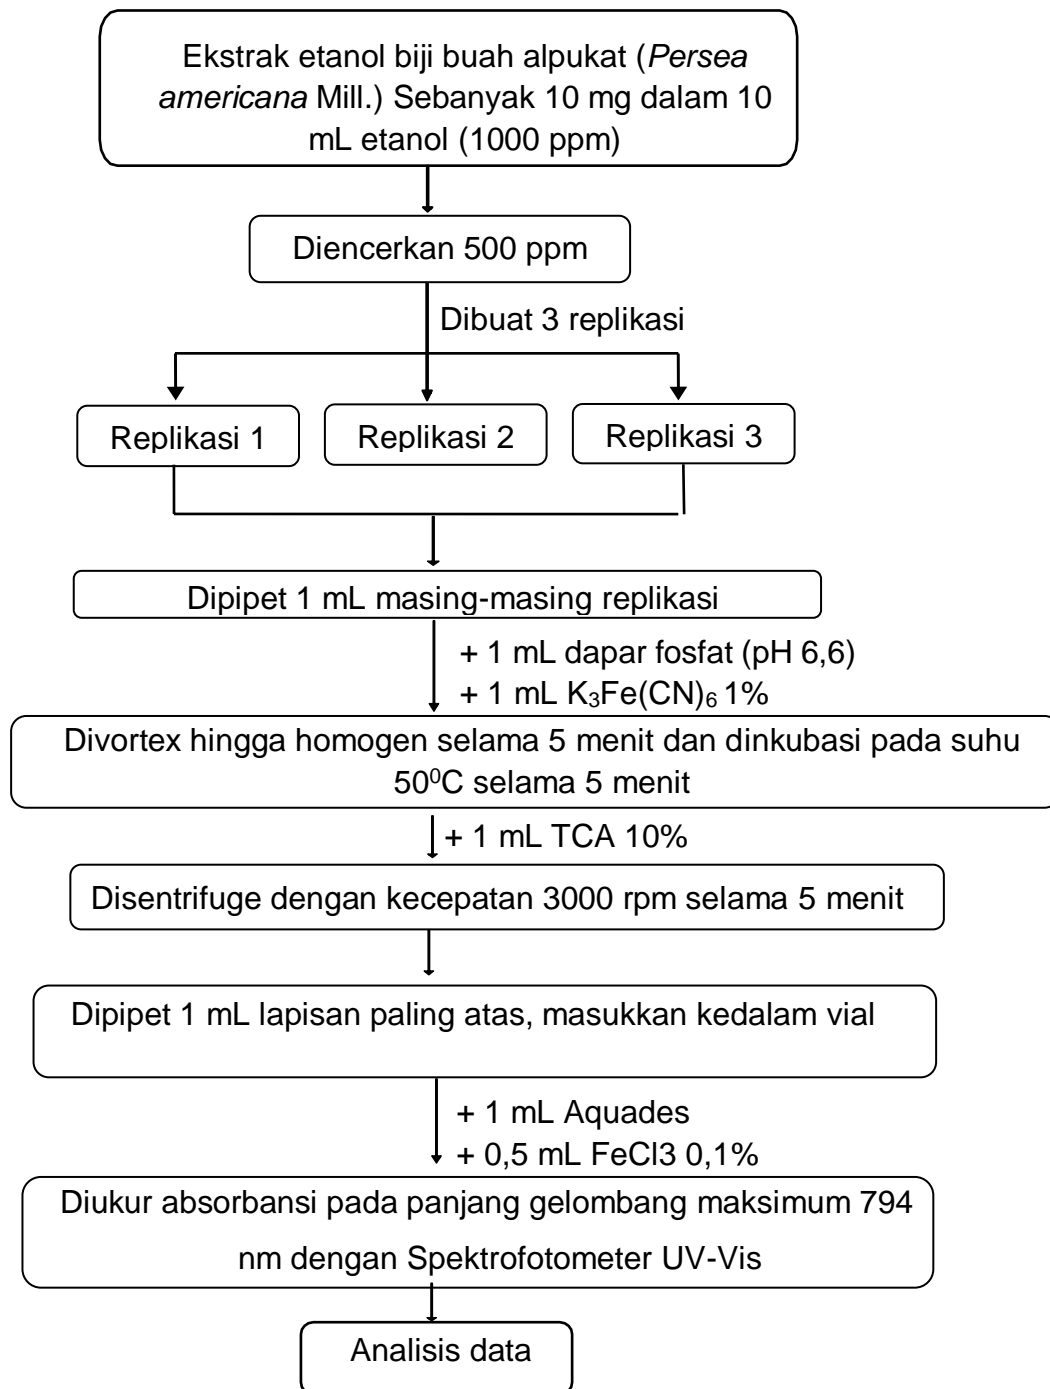 Ekstrak etanol biji buah alpukat (Persea
americana Mill.) Sebanyak 10 mg dalam 10
mL etanol (1000 ppm)
Diencerkan 500 ppm
Dibuat 3 replikasi
Replikasi 1
Replikasi 2
Replikasi 3
Dipipet 1 mL masing-masing replikasi
+ 1 mL dapar fosfat (pH 6,6)
+ 1 mL K₃Fe(CN)₆ 1%
Divortex hingga homogen selama 5 menit dan dinkubasi pada suhu
50⁰C selama 5 menit
+ 1 mL TCA 10%
Disentrifuge dengan kecepatan 3000 rpm selama 5 menit
Dipipet 1 mL lapisan paling atas, masukkan kedalam vial
+ 1 mL Aquades
+ 0,5 mL FeCl3 0,1%
Diukur absorbansi pada panjang gelombang maksimum 794
nm dengan Spektrofotometer UV-Vis
Analisis data